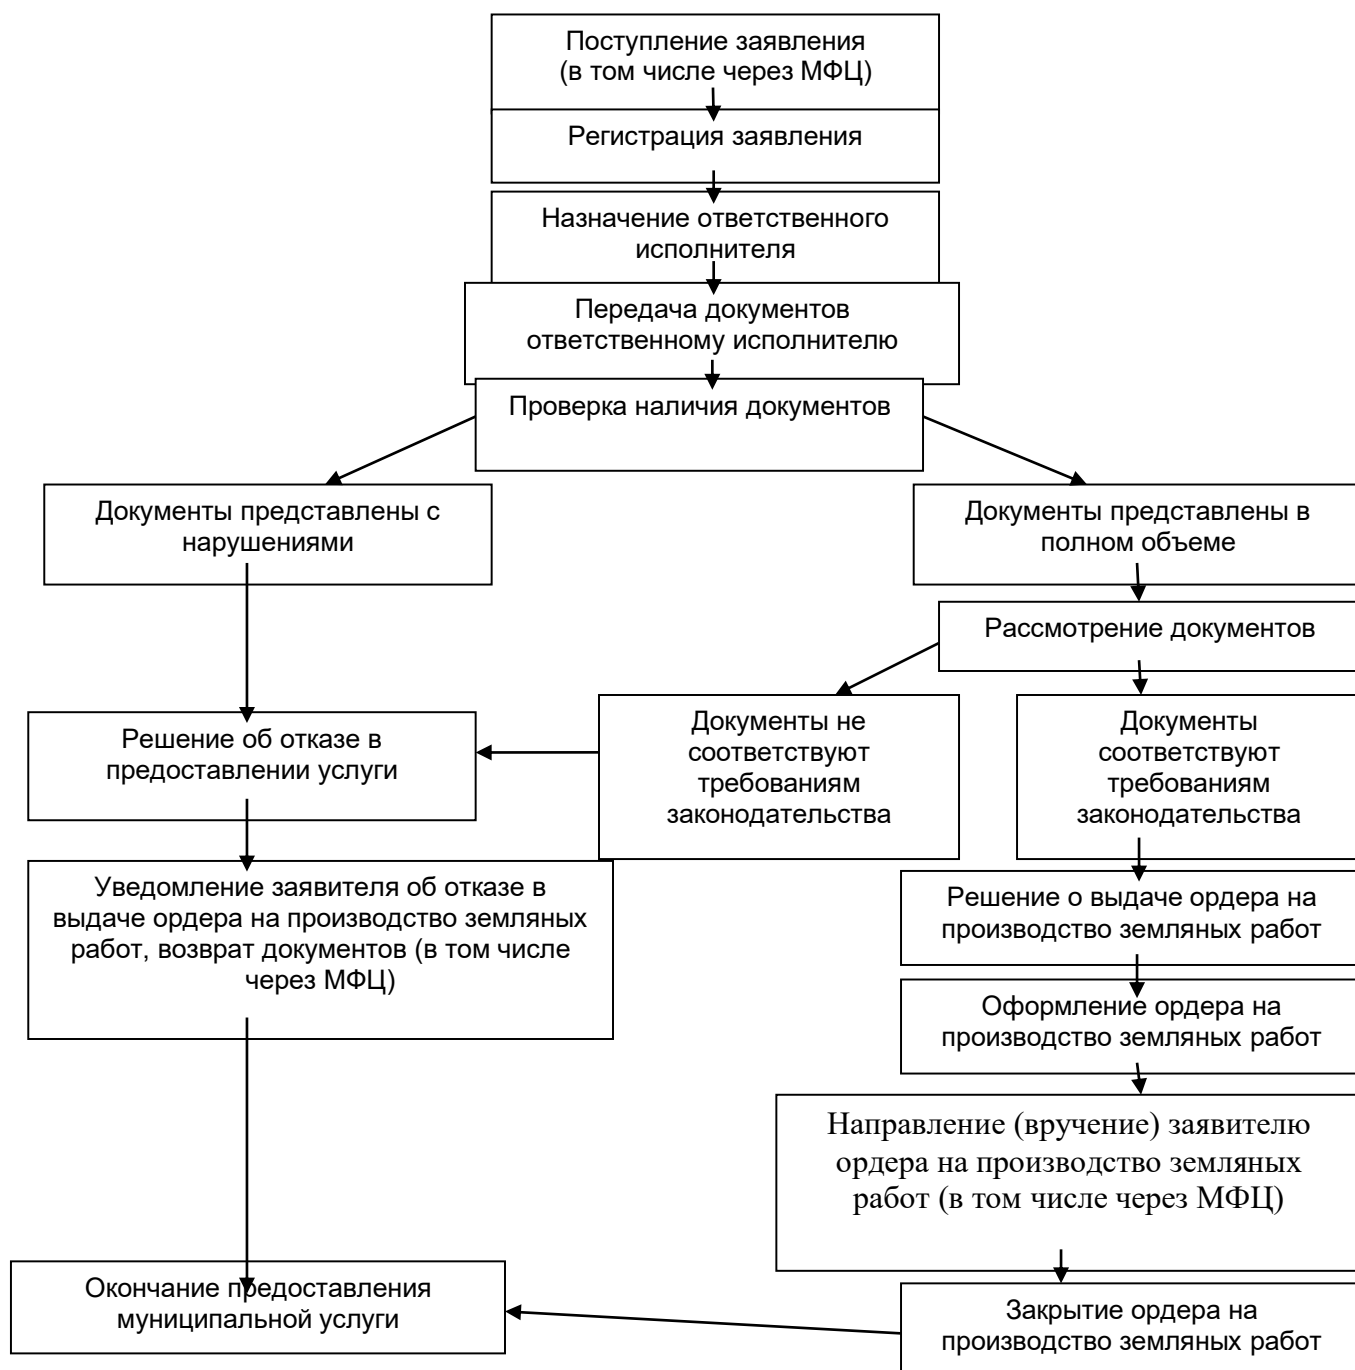 Поступление заявления
(в том числе через МФЦ)
Регистрация заявления
Назначение ответственного
исполнителя
Передача документов
ответственному исполнителю
Проверка наличия документов
Документы представлены с
нарушениями
Документы представлены в
полном объеме
Рассмотрение документов
Документы не
соответствуют
требованиям
законодательства
Документы
соответствуют
требованиям
законодательства
Решение об отказе в
предоставлении услуги
Уведомление заявителя об отказе в
выдаче ордера на производство земляных
работ, возврат документов (в том числе
через МФЦ)
Решение о выдаче ордера на
производство земляных работ
Оформление ордера на
производство земляных работ
Направление (вручение) заявителю
ордера на производство земляных
работ (в том числе через МФЦ)
Окончание предоставления
муниципальной услуги
Закрытие ордера на
производство земляных работ